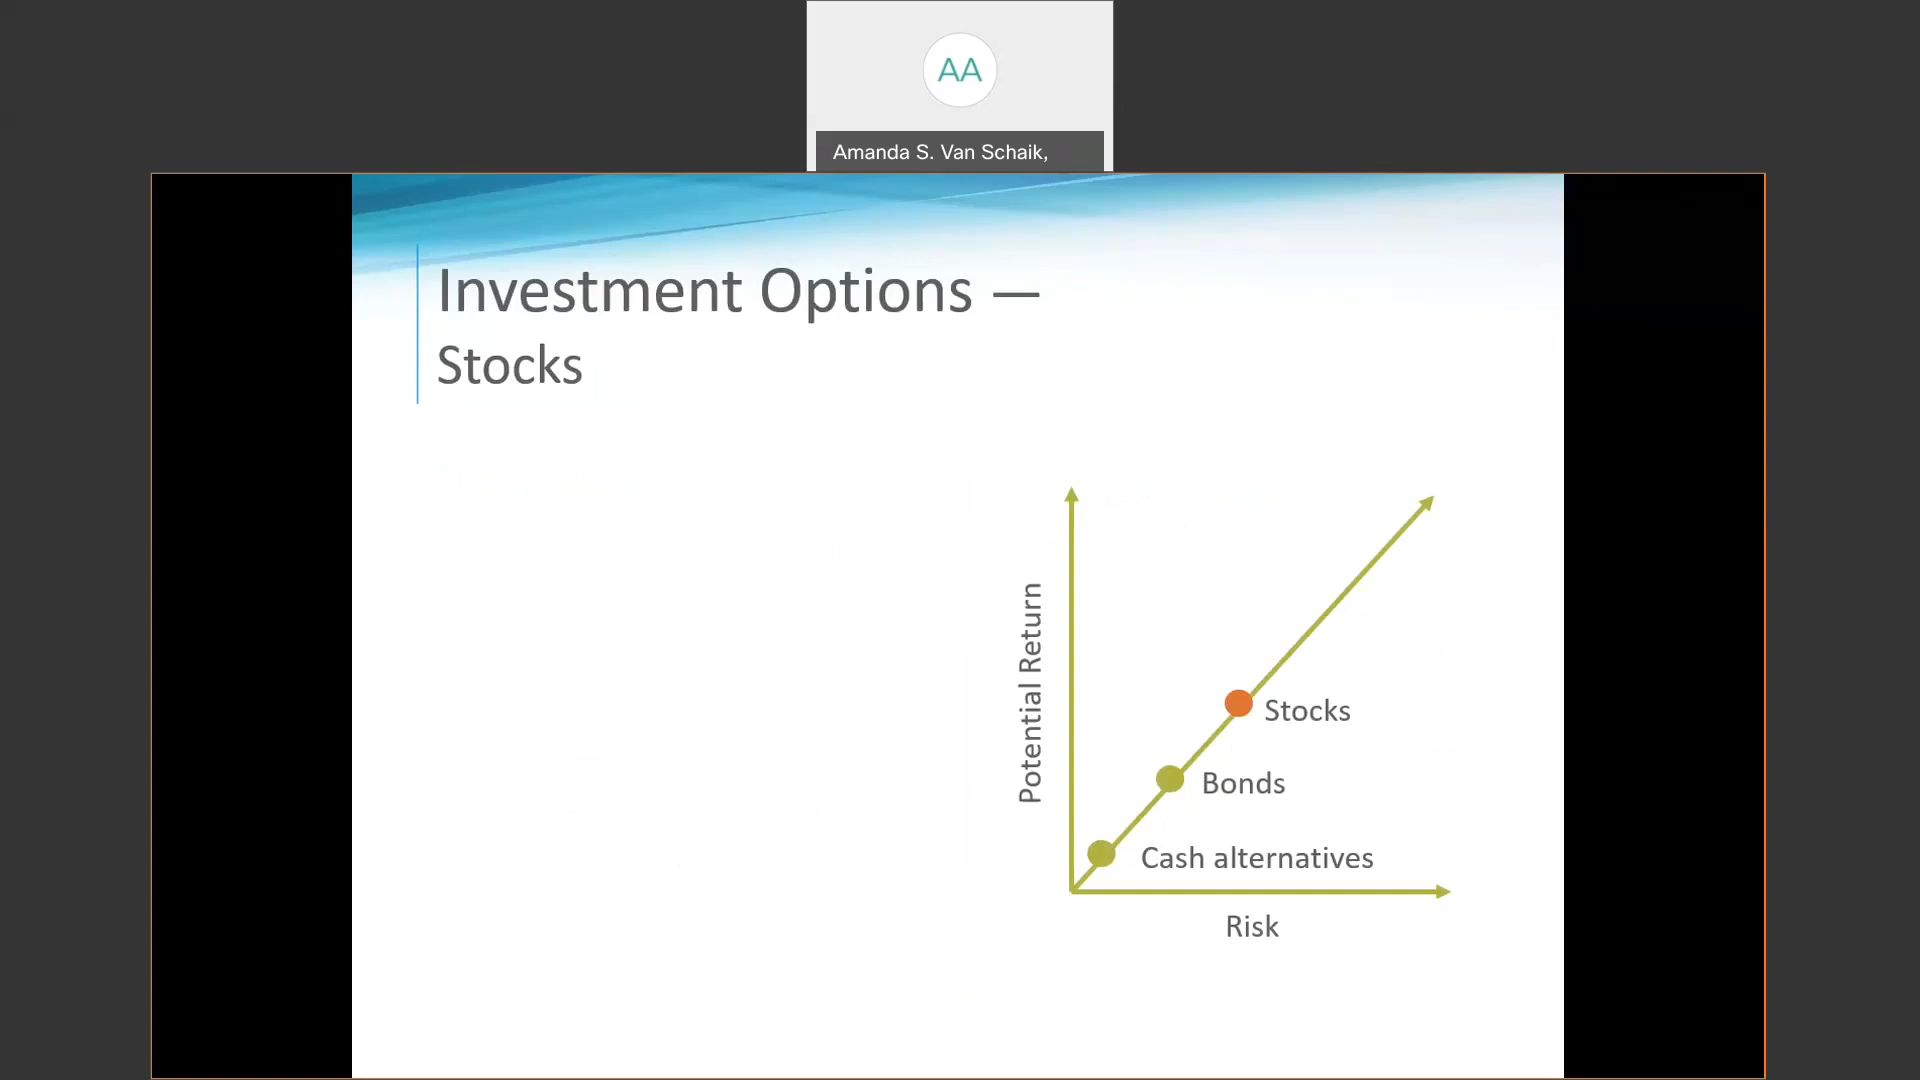 AA
Amanda S. Van Schaik,
Investment Options —
Stocks
Potential Return
Stocks
Bonds
Cash alternatives
Risk